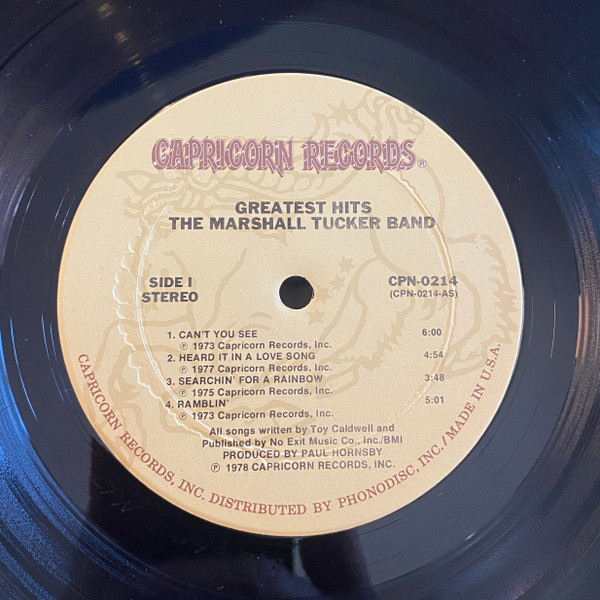 CAPRICORN RECORDS®
GREATEST HITS
THE MARSHALL TUCKER BAND
SIDE I
STEREO
CPN-0214
(CPN-0214-AS)
1. CAN'T YOU SEE 6:00
℗ 1973 Capricorn Records, Inc.
2. HEARD IT IN A LOVE SONG 4:54
℗ 1977 Capricorn Records, Inc.
3. SEARCHIN' FOR A RAINBOW 3:48
℗ 1975 Capricorn Records, Inc.
4. RAMBLIN' 5:01
℗ 1973 Capricorn Records, Inc.
All songs written by Toy Caldwell and
Published by No Exit Music Co., Inc./BMI
PRODUCED BY PAUL HORNSBY
℗ 1978 CAPRICORN RECORDS, INC.
CAPRICORN RECORDS, INC. DISTRIBUTED BY PHONODISC, INC./MADE IN U.S.A.